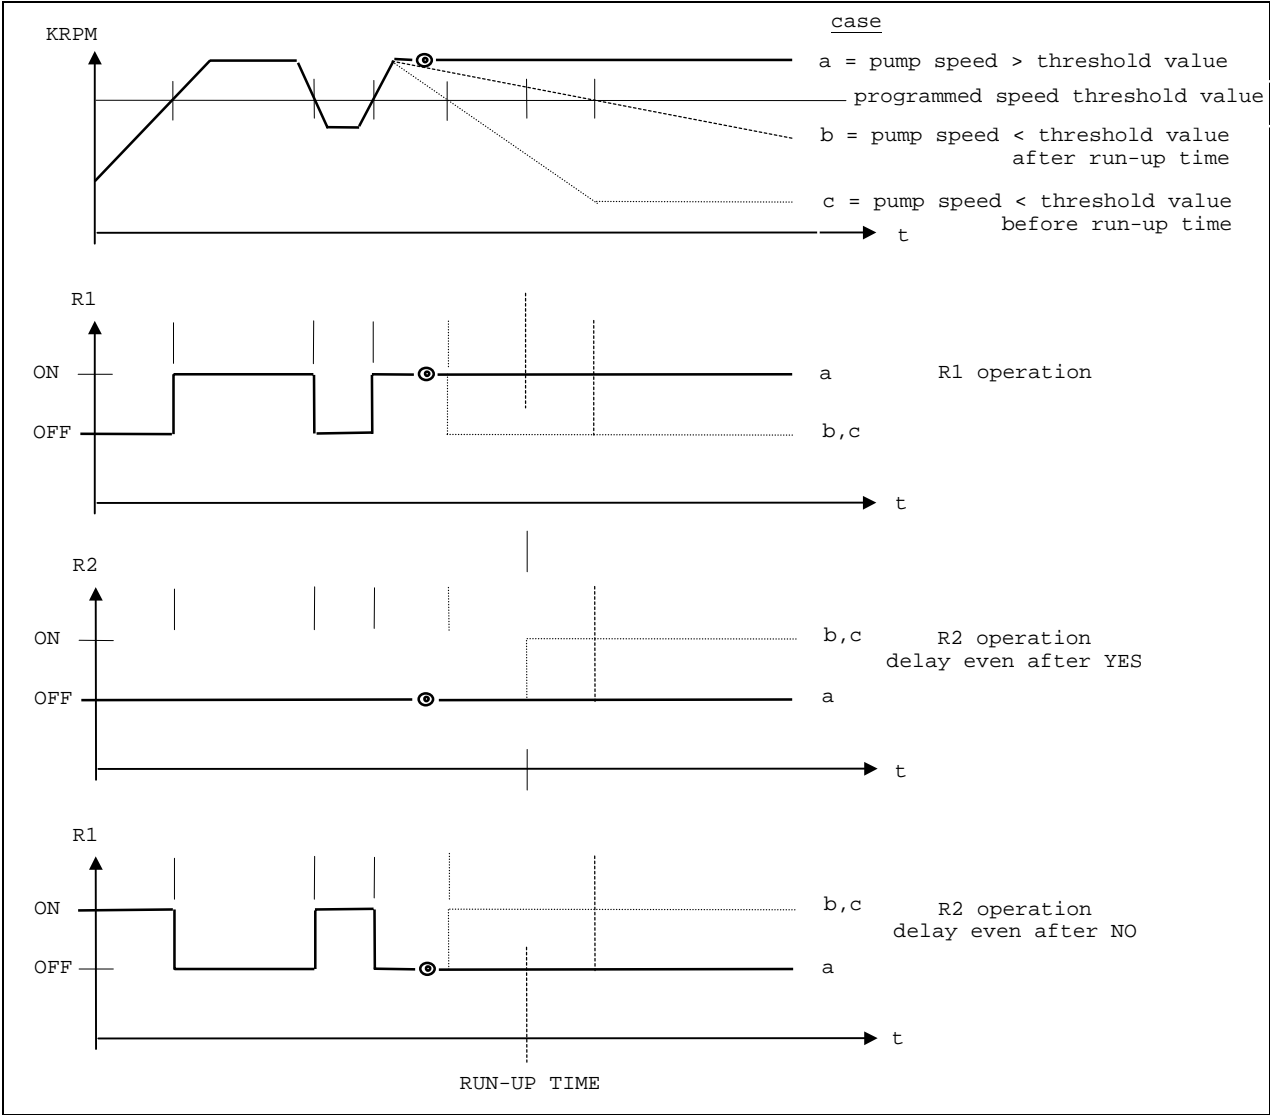 case
KRPM
a = pump speed > threshold value
programmed speed threshold value
b = pump speed < threshold value
after run-up time
c = pump speed < threshold value
before run-up time
t
R1
ON
a
R1 operation
OFF
b,c
t
R2
ON
b,c
R2 operation
delay even after YES
OFF
a
t
R1
ON
b,c
R2 operation
delay even after NO
OFF
a
t
RUN-UP TIME